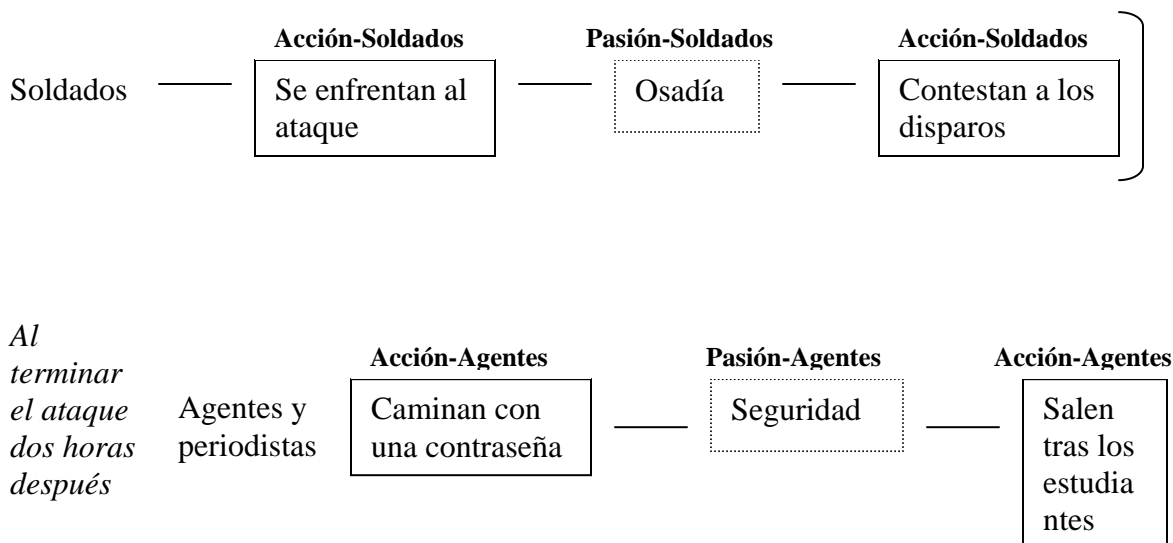 Acción-Soldados Pasión-Soldados Acción-Soldados
Soldados
Se enfrentan al
ataque
Osadía
Contestan a los
disparos
Al
terminar
el ataque
dos horas
después
Agentes y
periodistas
Acción-Agentes Pasión-Agentes Acción-Agentes
Caminan con
una contraseña
Seguridad
Salen
tras los
estudia
ntes